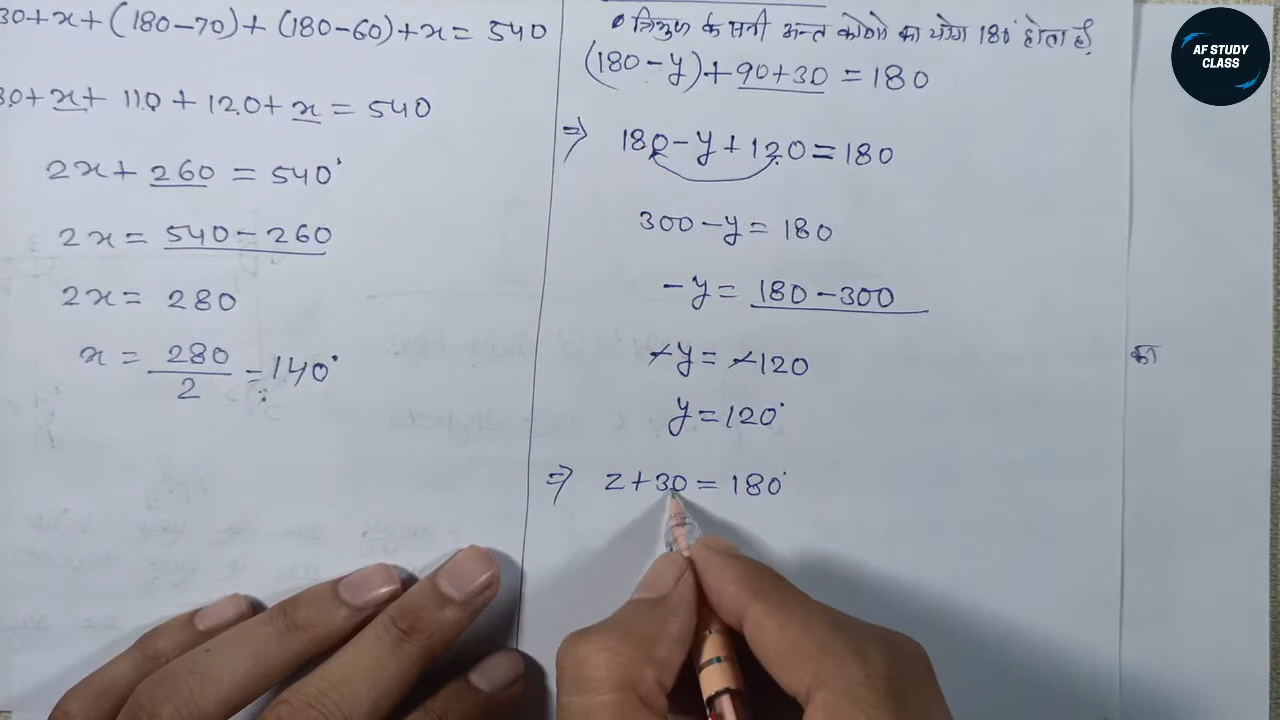 30+x+(180-70)+(180-60)+x=540
30+x+110+120+x=540
2x+260=540°
2x=540-260
2x=280
x=280/2=140°
त्रिभुज के सभी अन्त कोणो का योग 180° होता है,
(180-y)+90+30=180
⇒ 180-y+120=180
300-y=180
-y=180-300
-y=-120
y=120°
⇒ z+30=180°
का
AF STUDY
CLASS